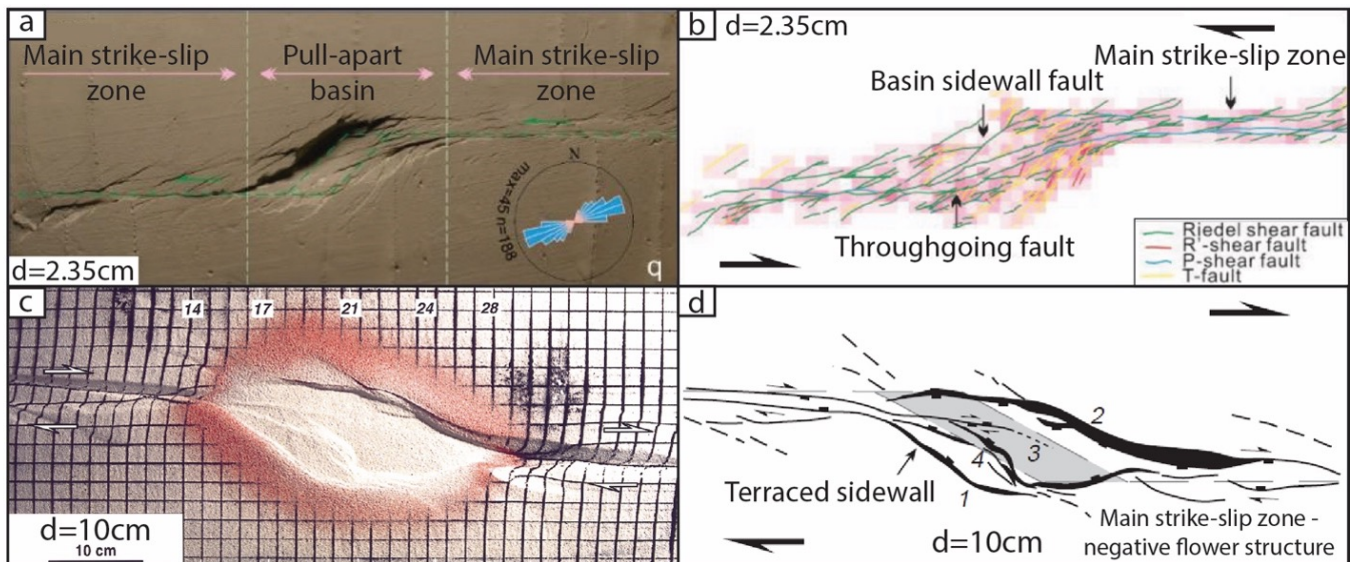 a
Main strike-slip
zone
Pull-apart
basin
Main strike-slip
zone
N
max=45 n=188
q
d=2.35cm
b
d=2.35cm
Main strike-slip zone
Basin sidewall fault
Throughgoing fault
Riedel shear fault
R'-shear fault
P-shear fault
T-fault
c
14 17 21 24 28
d=10cm
10 cm
d
2
3
4
1
Terraced sidewall
d=10cm
Main strike-slip zone -
negative flower structure